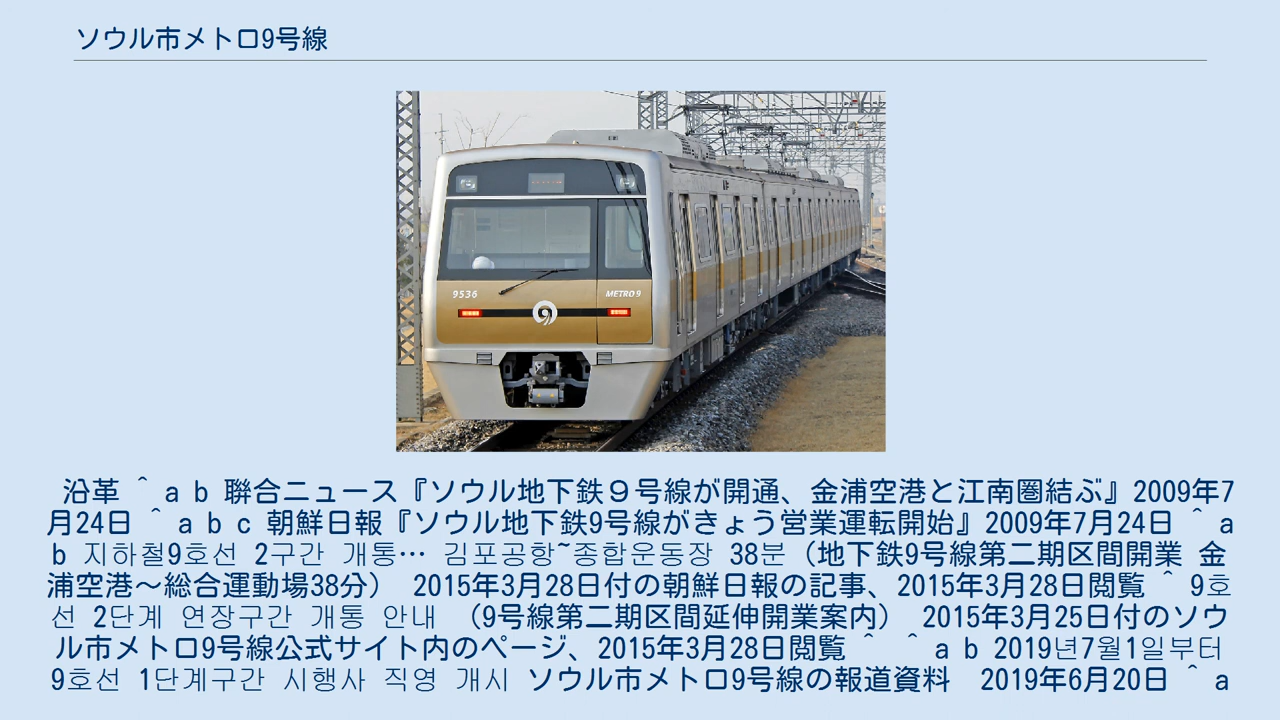 ソウル市メトロ9号線
9536
METRO9
9
沿革 ^ a b 聯合ニュース『ソウル地下鉄９号線が開通、金浦空港と江南圏結ぶ』2009年7
月24日 ^ a b c 朝鮮日報『ソウル地下鉄9号線がきょう営業運転開始』2009年7月24日 ^ a
b 지하철9호선 2구간 개통… 김포공항~종합운동장 38분（地下鉄9号線第二期区間開業 金
浦空港〜総合運動場38分） 2015年3月28日付の朝鮮日報の記事、2015年3月28日閲覧 ^ 9호
선 2단계 연장구간 개통 안내 （9号線第二期区間延伸開業案内） 2015年3月25日付のソウ
ル市メトロ9号線公式サイト内のページ、2015年3月28日閲覧 ^ ^ a b 2019년7월1일부터
9호선 1단계구간 시행사 직영 개시 ソウル市メトロ9号線の報道資料　2019年6月20日 ^ a